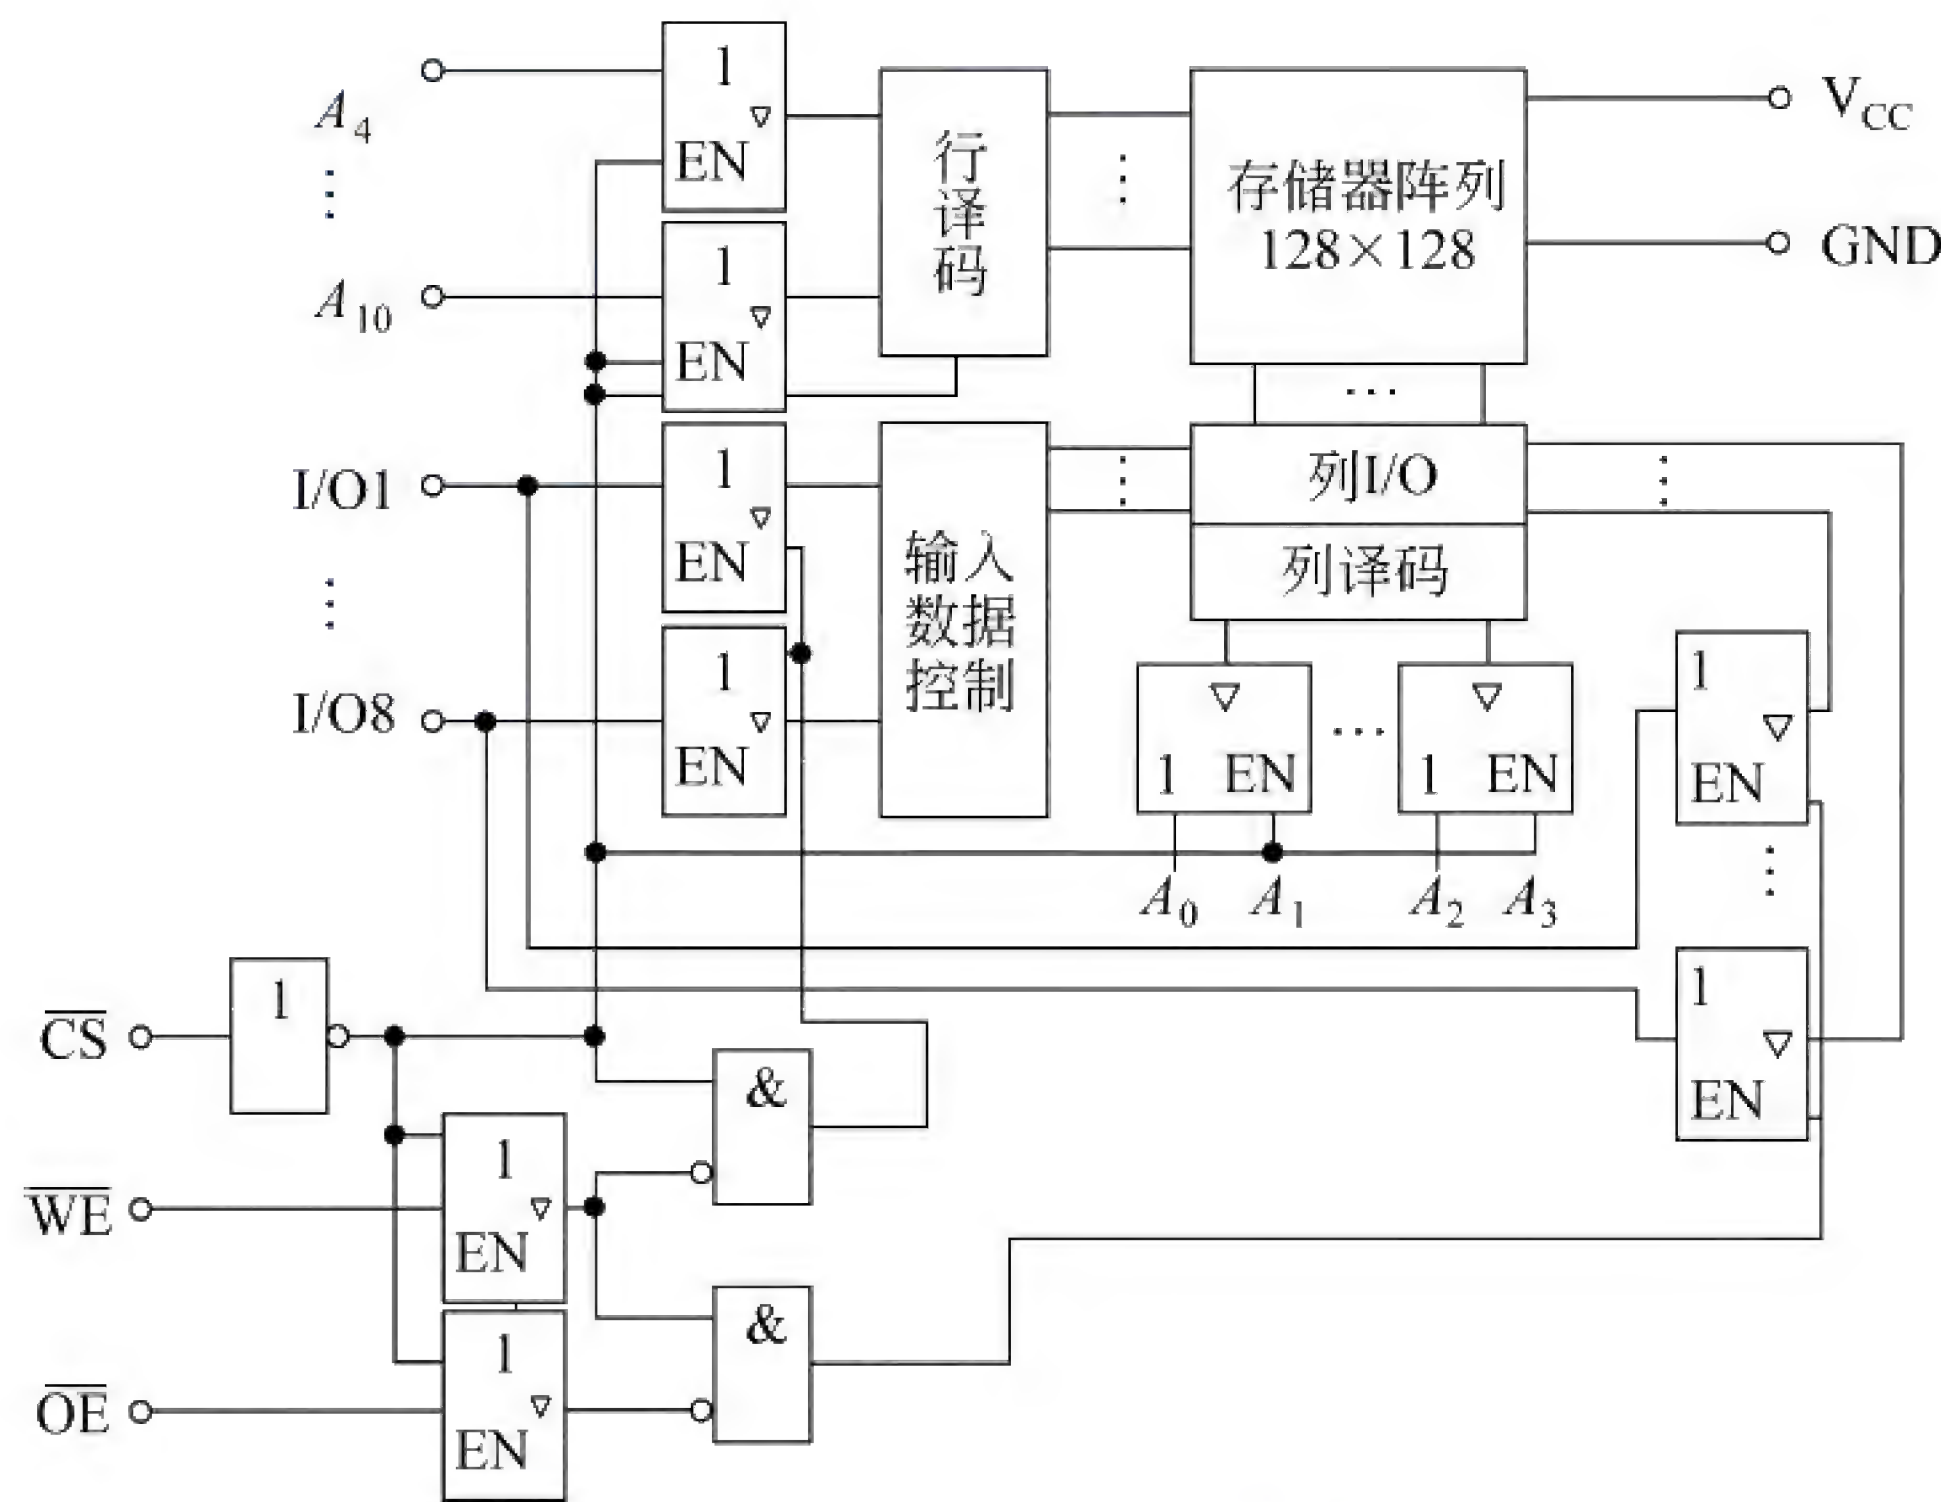 A4
⋮
A10
I/O1
⋮
I/O8
1
EN
1
EN
行译码
⋮
存储器阵列
128×128
VCC
GND
…
1
EN
1
EN
输入数据控制
⋮
列I/O
列译码
⋮
1 EN
…
1 EN
A0 A1 A2 A3
1
EN
⋮
1
EN
CS̅
1
WE̅
1
EN
OE̅
1
EN
&
&